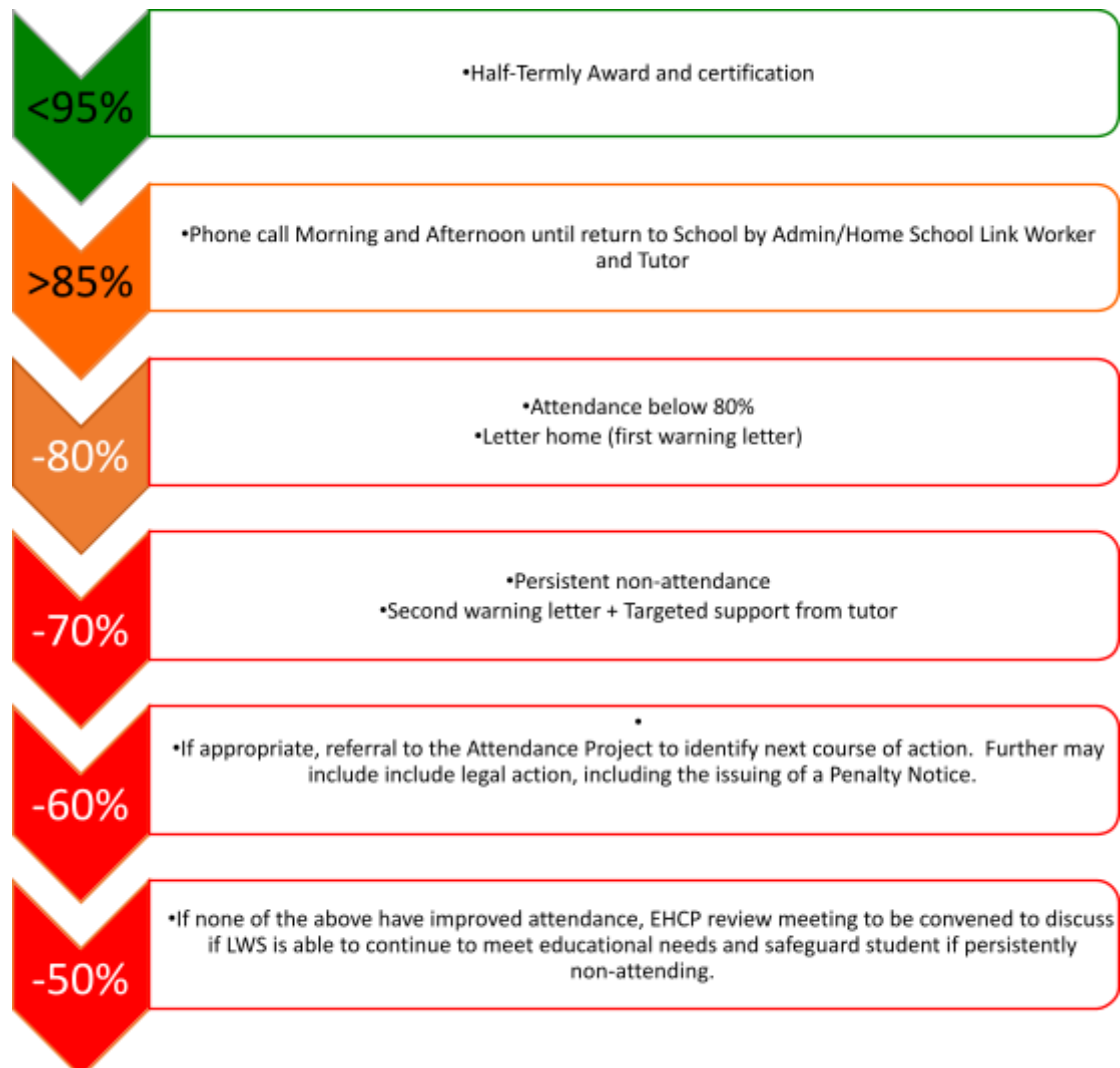 <95%
•Half-Termly Award and certification
>85%
•Phone call Morning and Afternoon until return to School by Admin/Home School Link Worker
and Tutor
-80%
•Attendance below 80%
•Letter home (first warning letter)
-70%
•Persistent non-attendance
•Second warning letter + Targeted support from tutor
-60%
•
•If appropriate, referral to the Attendance Project to identify next course of action.  Further may
include include legal action, including the issuing of a Penalty Notice.
-50%
•If none of the above have improved attendance, EHCP review meeting to be convened to discuss
if LWS is able to continue to meet educational needs and safeguard student if persistently
non-attending.